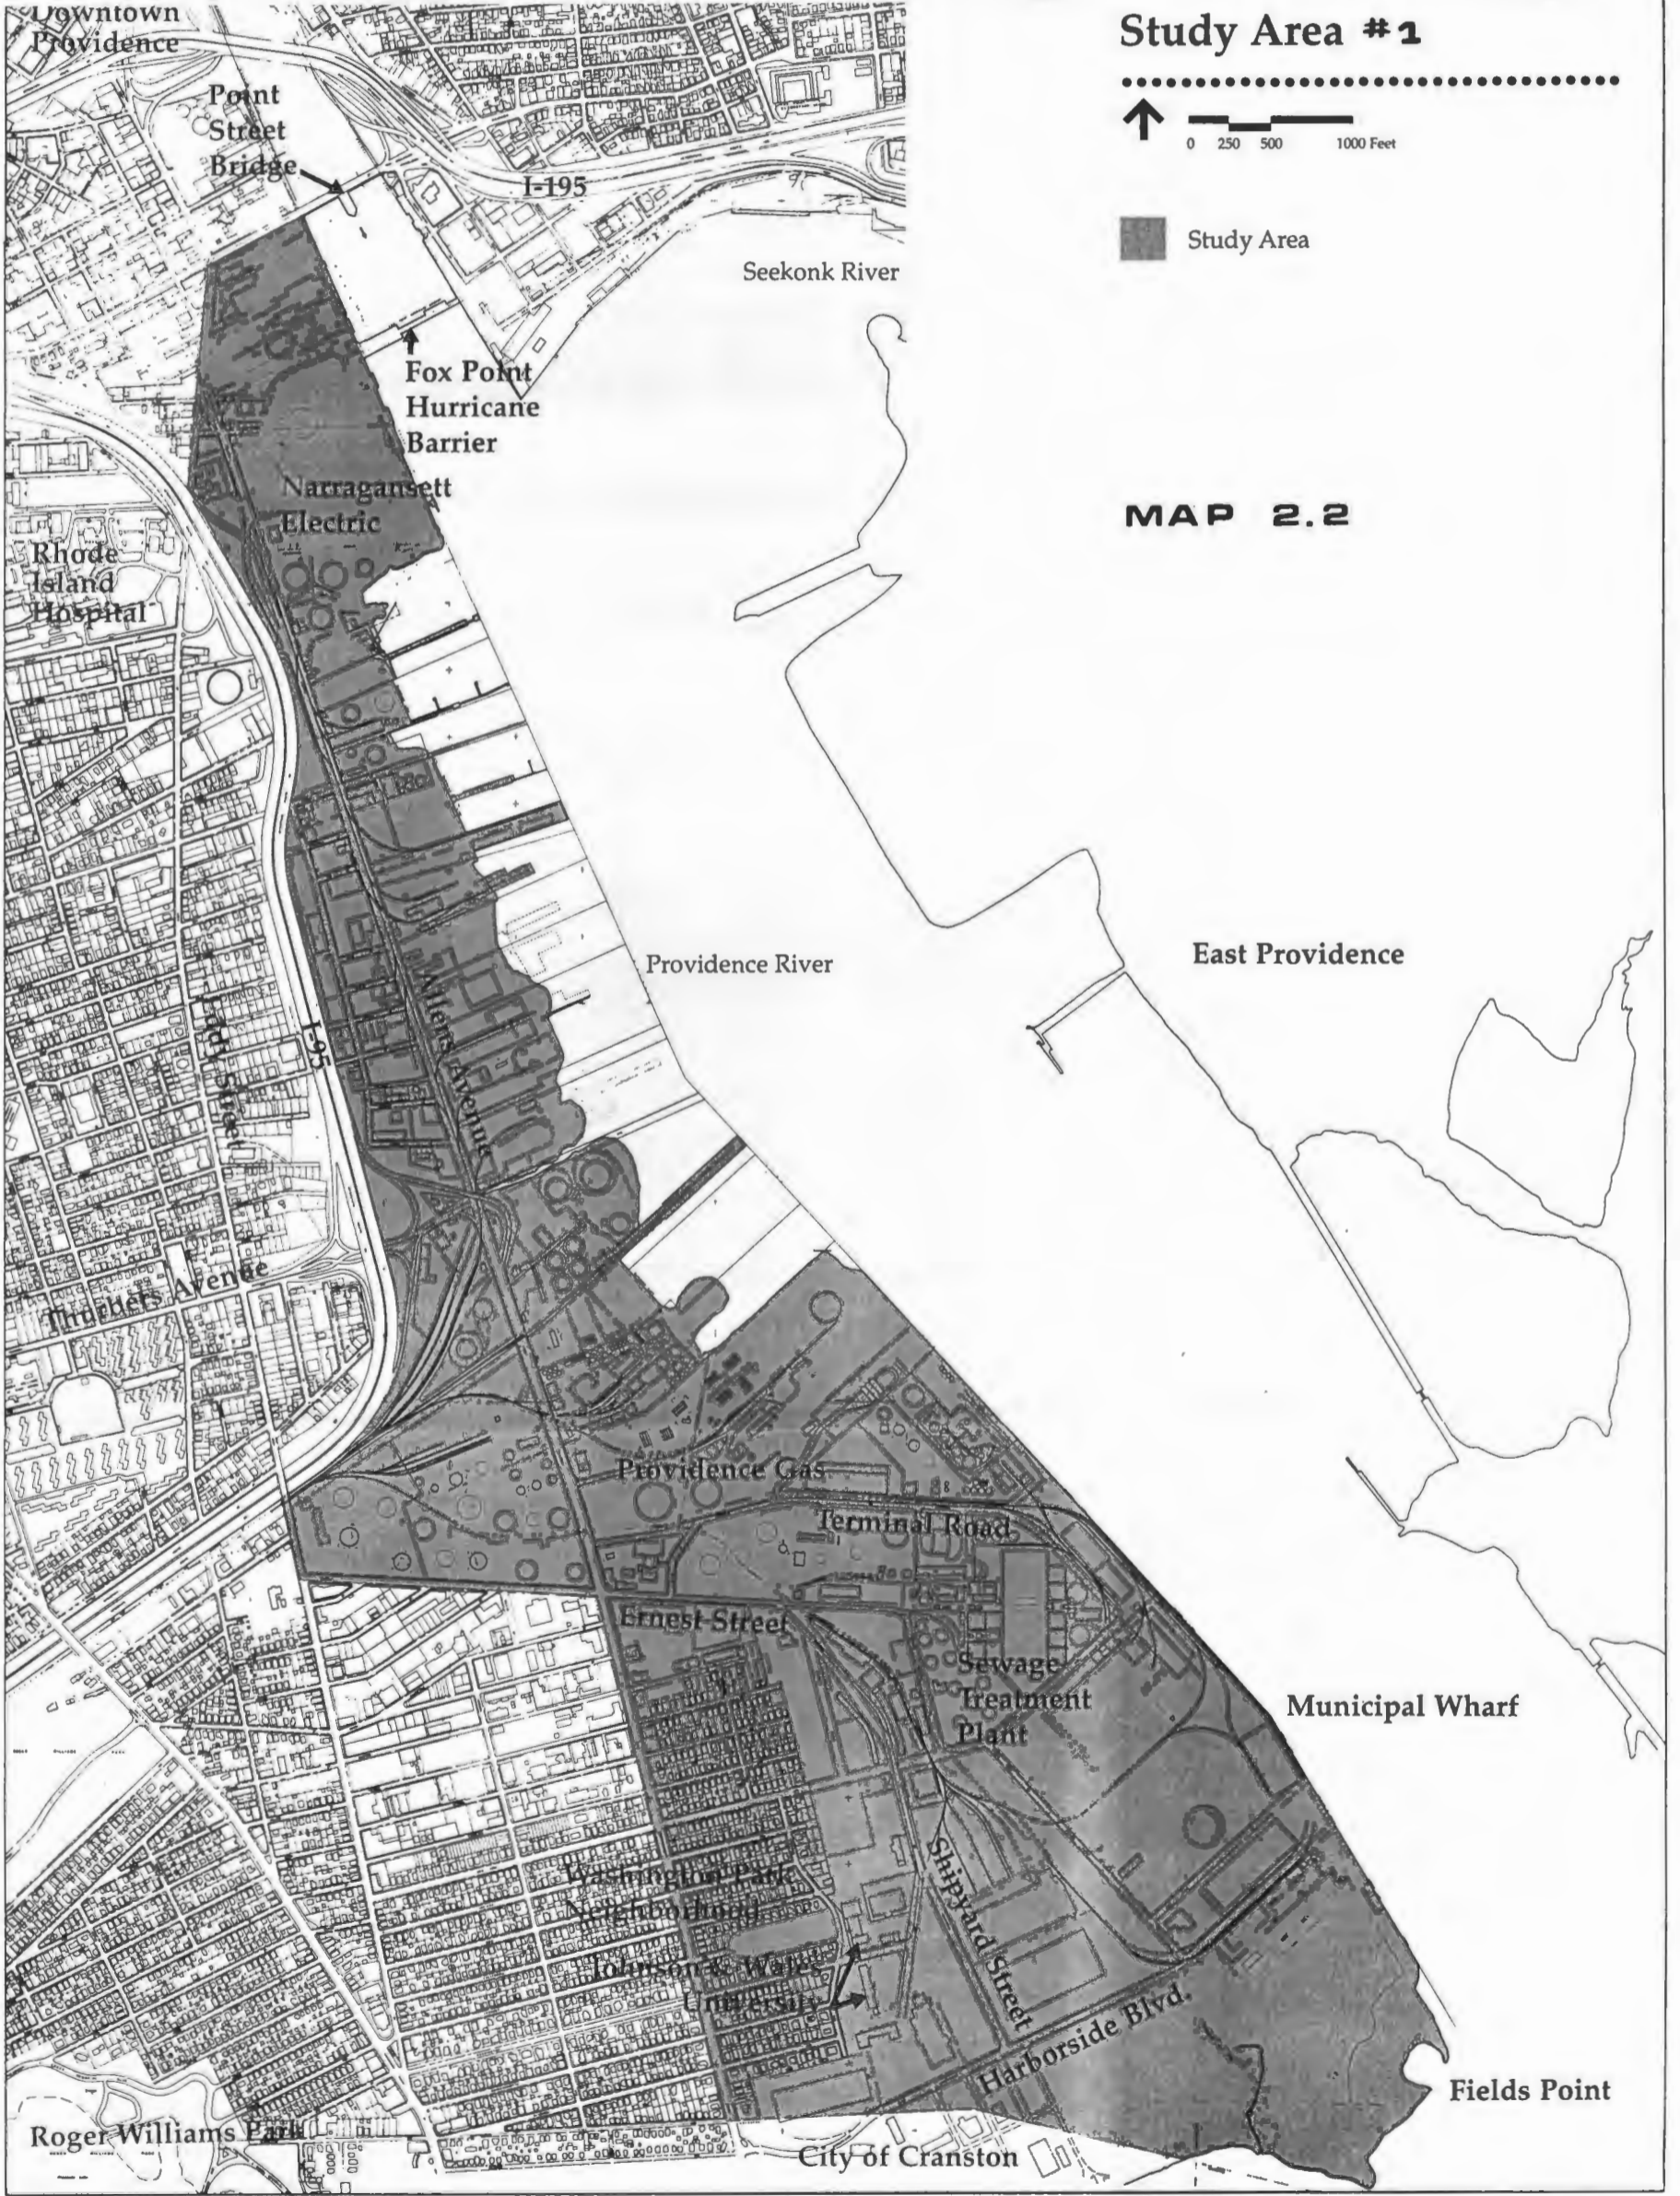 Study Area #1
0 250 500 1000 Feet
Study Area
MAP 2.2
Downtown
Providence
Point
Street
Bridge
I-195
Seekonk River
Fox Point
Hurricane
Barrier
Narragansett
Electric
Rhode
Island
Hospital
Providence River
East Providence
Allens Avenue
Eddy Street
I-95
Thurbers Avenue
Providence Gas
Terminal Road
Ernest Street
Sewage
Treatment
Plant
Municipal Wharf
Shipyard Street
Washington Park
Neighborhood
Johnson & Wales
University
Harborside Blvd.
Fields Point
Roger Williams Park
City of Cranston